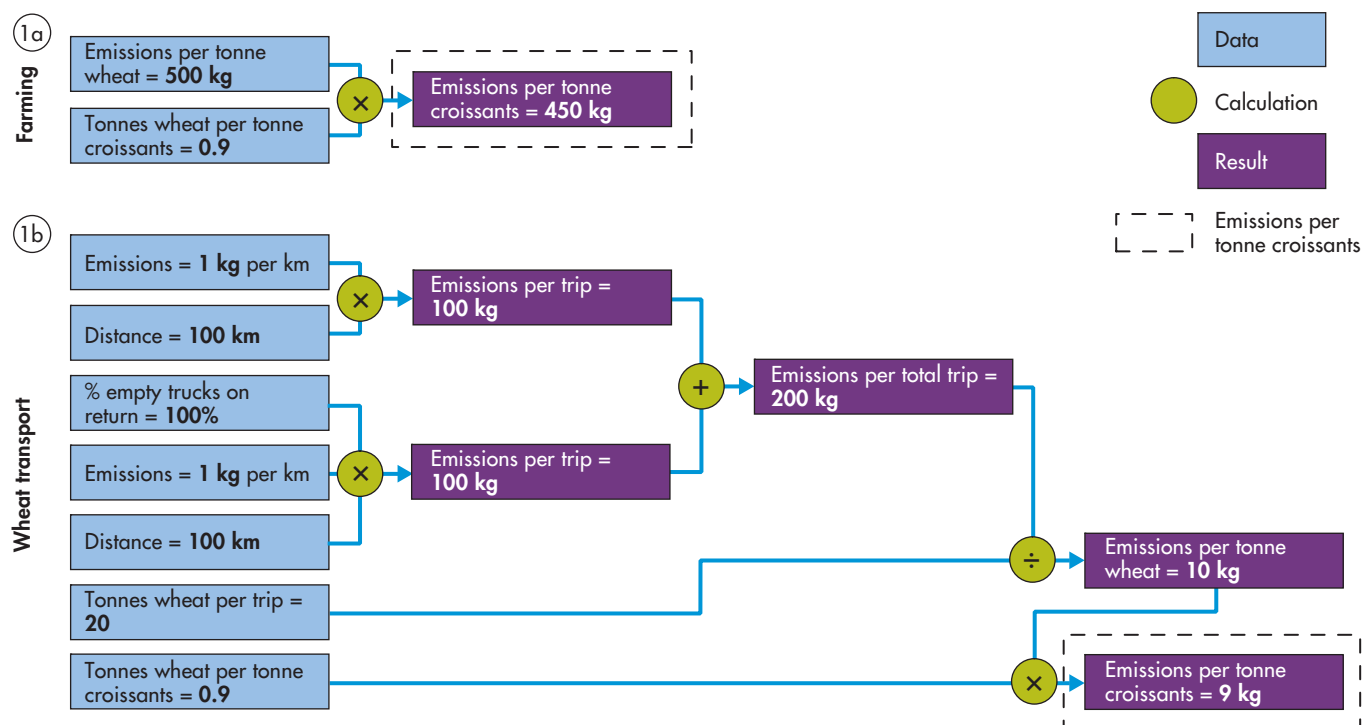 1a
Farming
Emissions per tonne
wheat = 500 kg
Tonnes wheat per tonne
croissants = 0.9
×
Emissions per tonne
croissants = 450 kg
Data
Calculation
Result
Emissions per
tonne croissants
1b
Wheat transport
Emissions = 1 kg per km
Distance = 100 km
×
Emissions per trip =
100 kg
% empty trucks on
return = 100%
Emissions = 1 kg per km
Distance = 100 km
×
Emissions per trip =
100 kg
+
Emissions per total trip =
200 kg
Tonnes wheat per trip =
20
÷
Emissions per tonne
wheat = 10 kg
Tonnes wheat per tonne
croissants = 0.9
×
Emissions per tonne
croissants = 9 kg